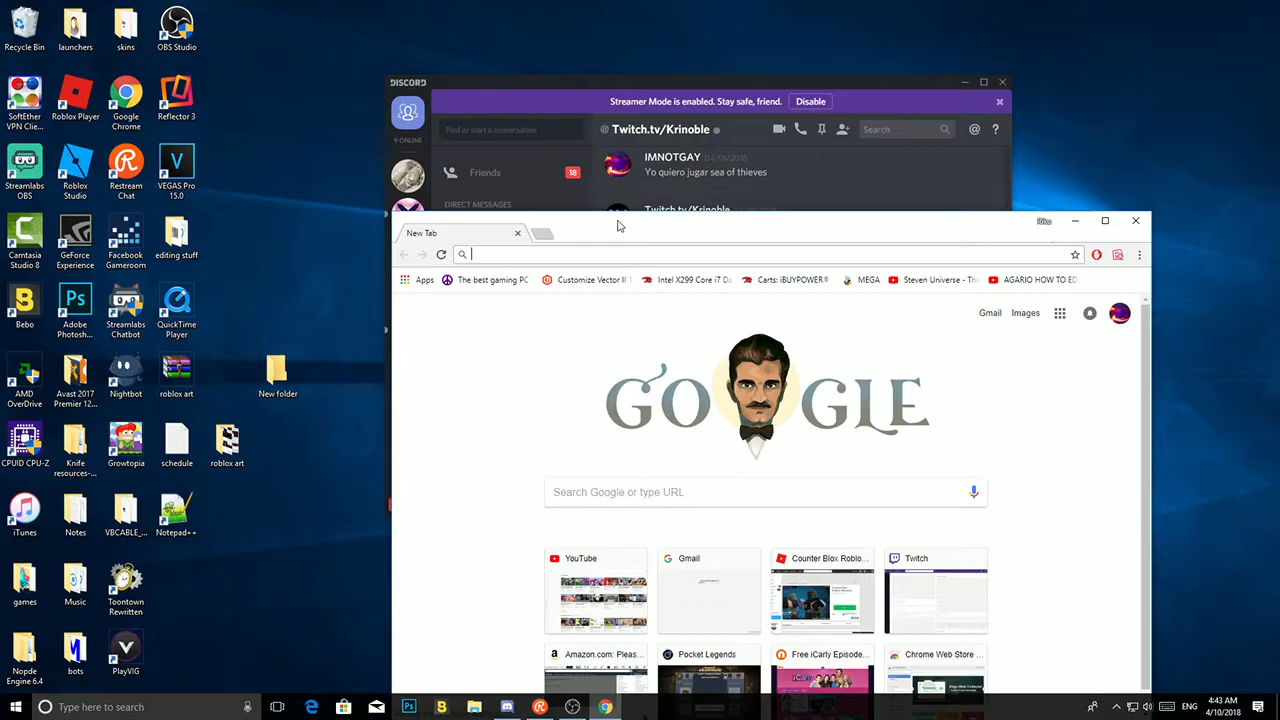 Recycle Bin
launchers
skins
OBS Studio
SoftEther
VPN Clie...
Roblox Player
Google
Chrome
Reflector 3
Streamlabs
OBS
Roblox
Studio
Restream
Chat
VEGAS Pro
15.0
Camtasia
Studio 8
GeForce
Experience
Facebook
Gameroom
editing stuff
Bebo
Adobe
Photosh...
Streamlabs
Chatbot
QuickTime
Player
AMD
OverDrive
Avast 2017
Premier 12...
Nightbot
roblox art
New folder
CPUID CPU-Z
Knife
resources-...
Growtopia
schedule
roblox art
iTunes
Notes
VBCABLE_...
Notepad++
games
Music
Toontown
Rewritten
Xpnode
Engine 6.4
bots
PlayVIG
DISCORD
Streamer Mode is enabled. Stay safe, friend.
Disable
9 ONLINE
Find or start a conversation
@ Twitch.tv/Krinoble
Search
Friends
18
DIRECT MESSAGES
IMNOTGAY 04/01/2018
Yo quiero jugar sea of thieves
Twitch.tv/Krinoble
New Tab
Apps
The best gaming PC
Customize Vector II T
Intel X299 Core i7 Da
Carts: iBUYPOWER®
MEGA
Steven Universe - The
AGARIO HOW TO ED
Gmail
Images
GOOGLE
Search Google or type URL
YouTube
Gmail
Counter Blox Roblo...
Twitch
Amazon.com: Pleas...
Pocket Legends
Free iCarly Episode...
Chrome Web Store ...
iCarly
Type here to search
4:43 AM
4/10/2018